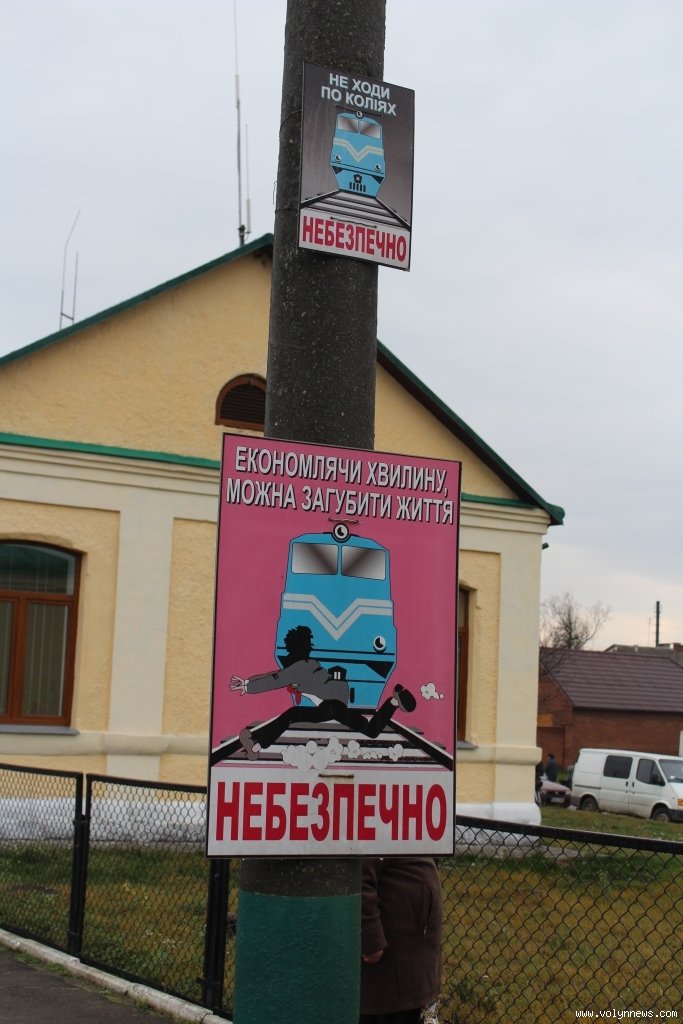 НЕ ХОДИ
ПО КОЛІЯХ
НЕБЕЗПЕЧНО
ЕКОНОМЛЯЧИ ХВИЛИНУ,
МОЖНА ЗАГУБИТИ ЖИТТЯ
НЕБЕЗПЕЧНО
www.volynnews.com